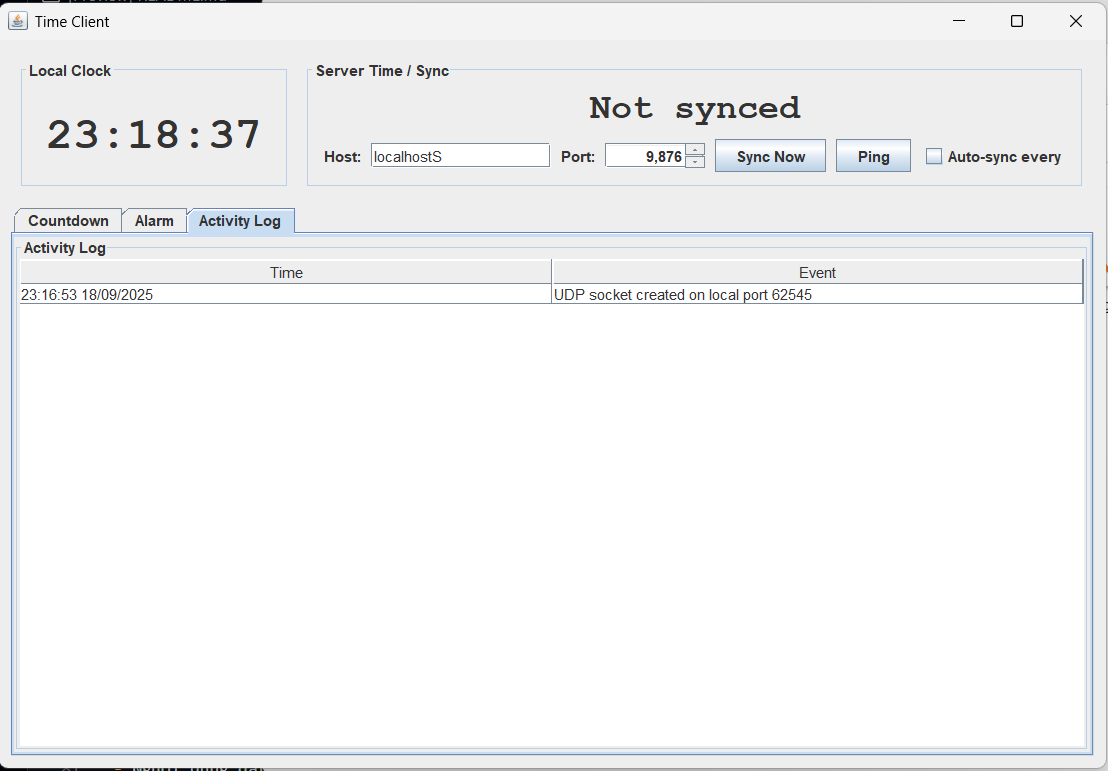 Time Client
Local Clock
23:18:37
Server Time / Sync
Not synced
Host: localhostS Port: 9,876 Sync Now Ping Auto-sync every
Countdown Alarm Activity Log
Activity Log
Time Event
23:16:53 18/09/2025 UDP socket created on local port 62545